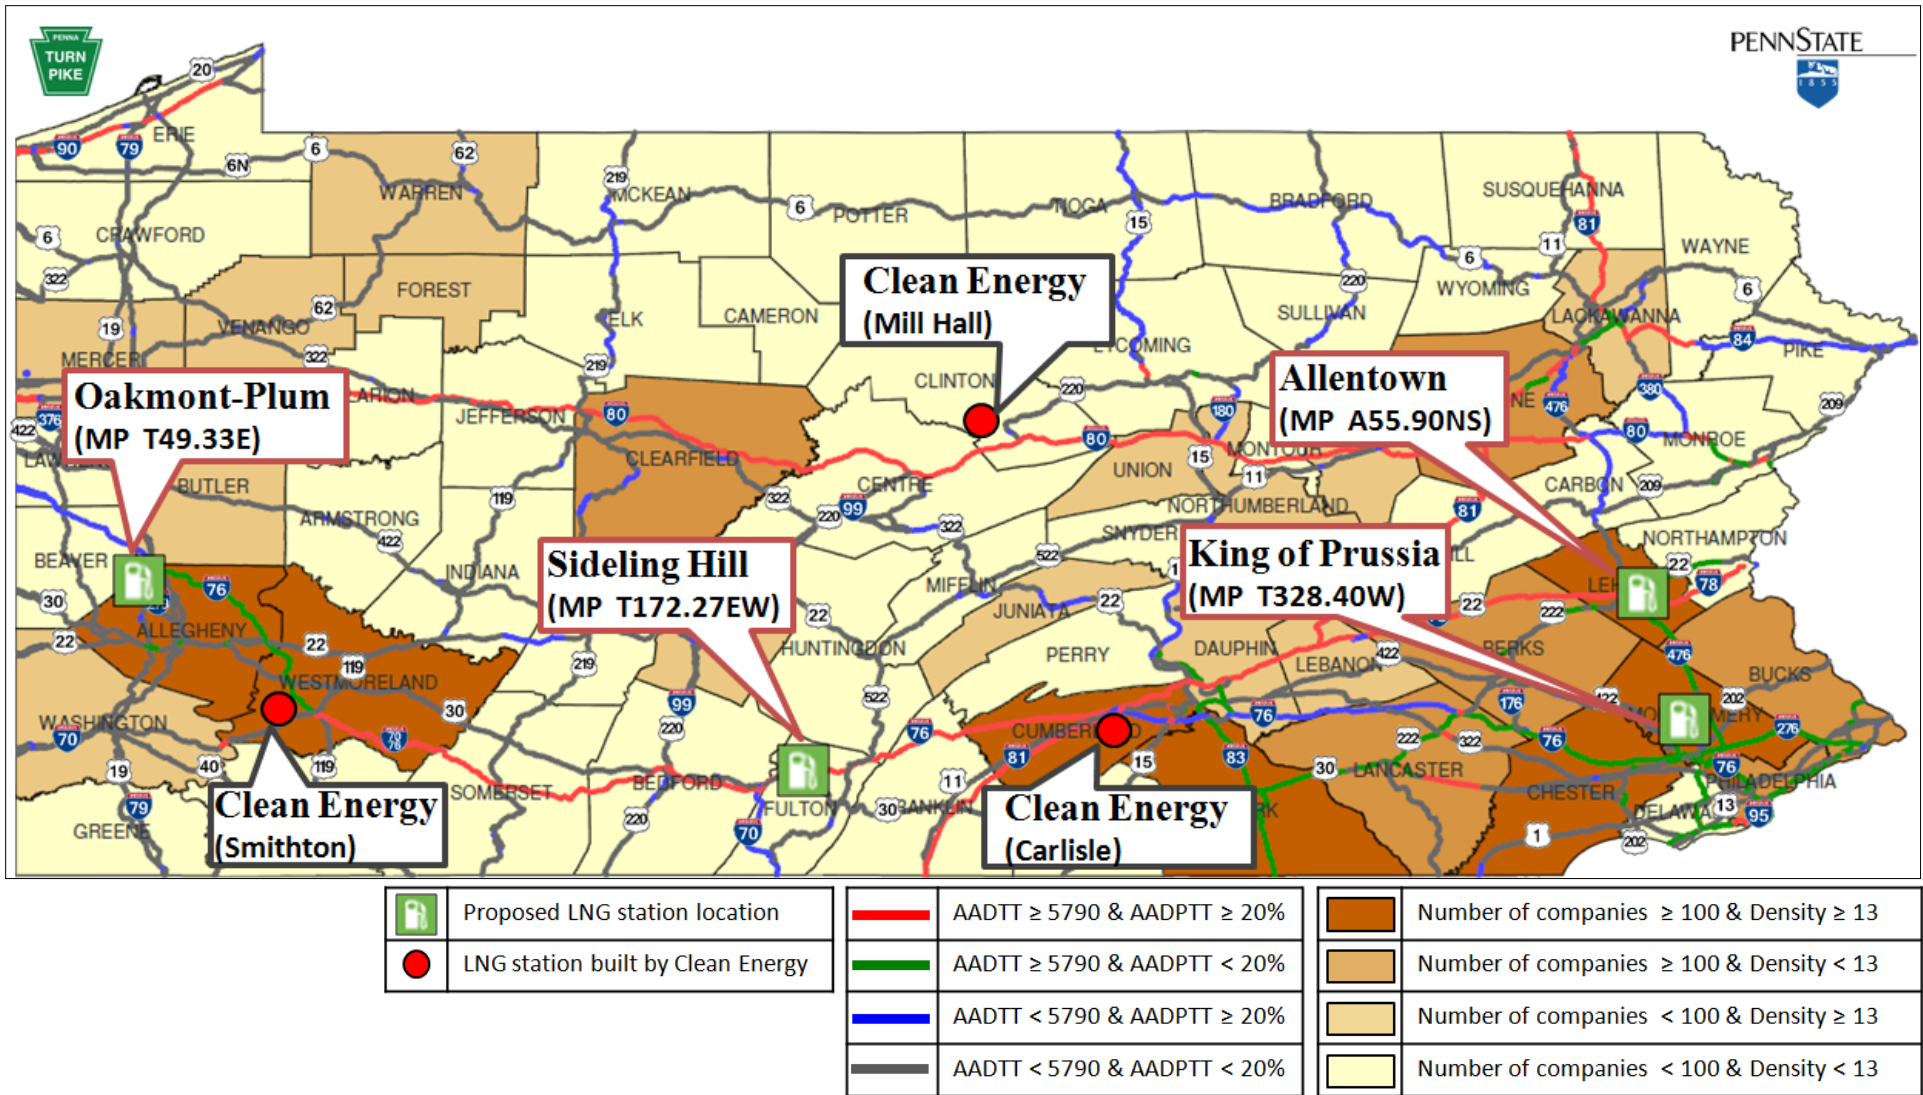 PENNA
TURN
PIKE
PENNSTATE
1855
20
ERIE
90
79
6N
6
62
WARREN
219
MCKEAN
6
POTTER
TIOGA
15
BRADFORD
SUSQUEHANNA
81
11
WAYNE
6
CRAWFORD
322
FOREST
62
VENANGO
19
322
MERCER
ELK
CAMERON
219
Clean Energy
(Mill Hall)
220
SULLIVAN
6
WYOMING
LACKAWANNA
6
84
PIKE
380
209
Oakmont-Plum
(MP T49.33E)
376
422
JEFFERSON
80
CLEARFIELD
CLINTON
220
80
180
Allentown
(MP A55.90NS)
476
80
MONROE
BUTLER
119
ARMSTRONG
422
322
220
99
CENTRE
322
UNION
15
MONTOUR
11
NORTHUMBERLAND
SNYDER
81
CARBON
209
NORTHAMPTON
BEAVER
76
30
22
ALLEGHENY
INDIANA
Sideling Hill
(MP T172.27EW)
22
HUNTINGDON
522
MIFFLIN
JUNIATA
22
PERRY
522
King of Prussia
(MP T328.40W)
22
222
22
78
DAUPHIN
LEBANON
422
BERKS
476
BUCKS
22
119
WESTMORELAND
30
219
99
220
WASHINGTON
70
19
40
119
70
76
79
GREENE
Clean Energy
(Smithton)
SOMERSET
BEDFORD
220
70
FULTON
30
76
11
81
15
Clean Energy
(Carlisle)
83
76
30
222
322
LANCASTER
176
76
CHESTER
1
202
276
76
PHILADELPHIA
13
95
202
Proposed LNG station location
LNG station built by Clean Energy
AADTT ≥ 5790 & AADPTT ≥ 20%
AADTT ≥ 5790 & AADPTT < 20%
AADTT < 5790 & AADPTT ≥ 20%
AADTT < 5790 & AADPTT < 20%
Number of companies ≥ 100 & Density ≥ 13
Number of companies ≥ 100 & Density < 13
Number of companies < 100 & Density ≥ 13
Number of companies < 100 & Density < 13